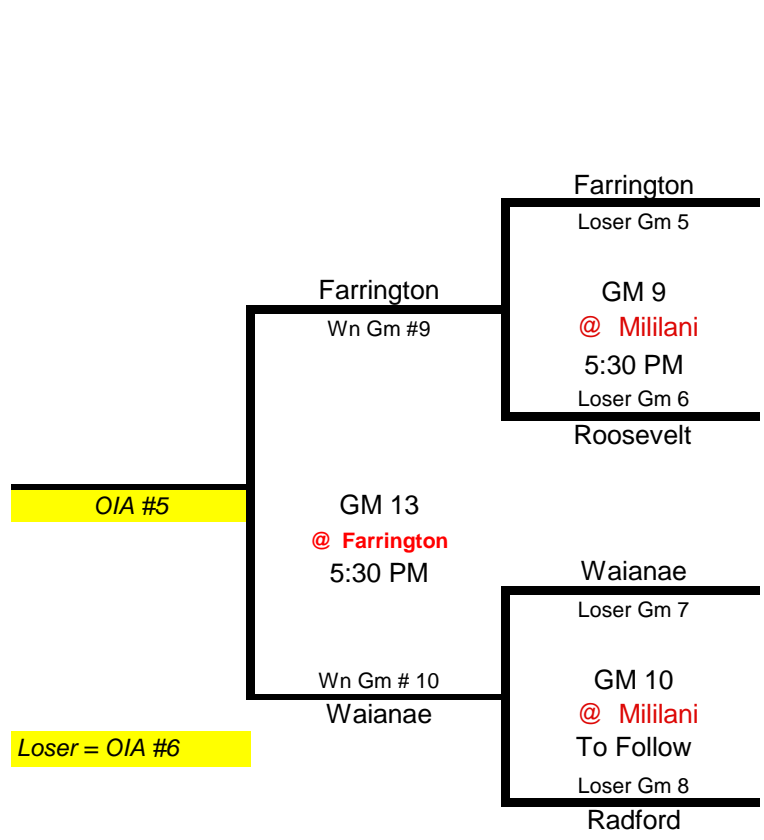 Farrington
Loser Gm 5
Farrington
GM 9
Wn Gm #9
@ Mililani
5:30 PM
Loser Gm 6
Roosevelt
OIA #5
GM 13
@ Farrington
5:30 PM
Waianae
Loser Gm 7
Wn Gm # 10
GM 10
Waianae
@ Mililani
Loser = OIA #6
To Follow
Loser Gm 8
Radford